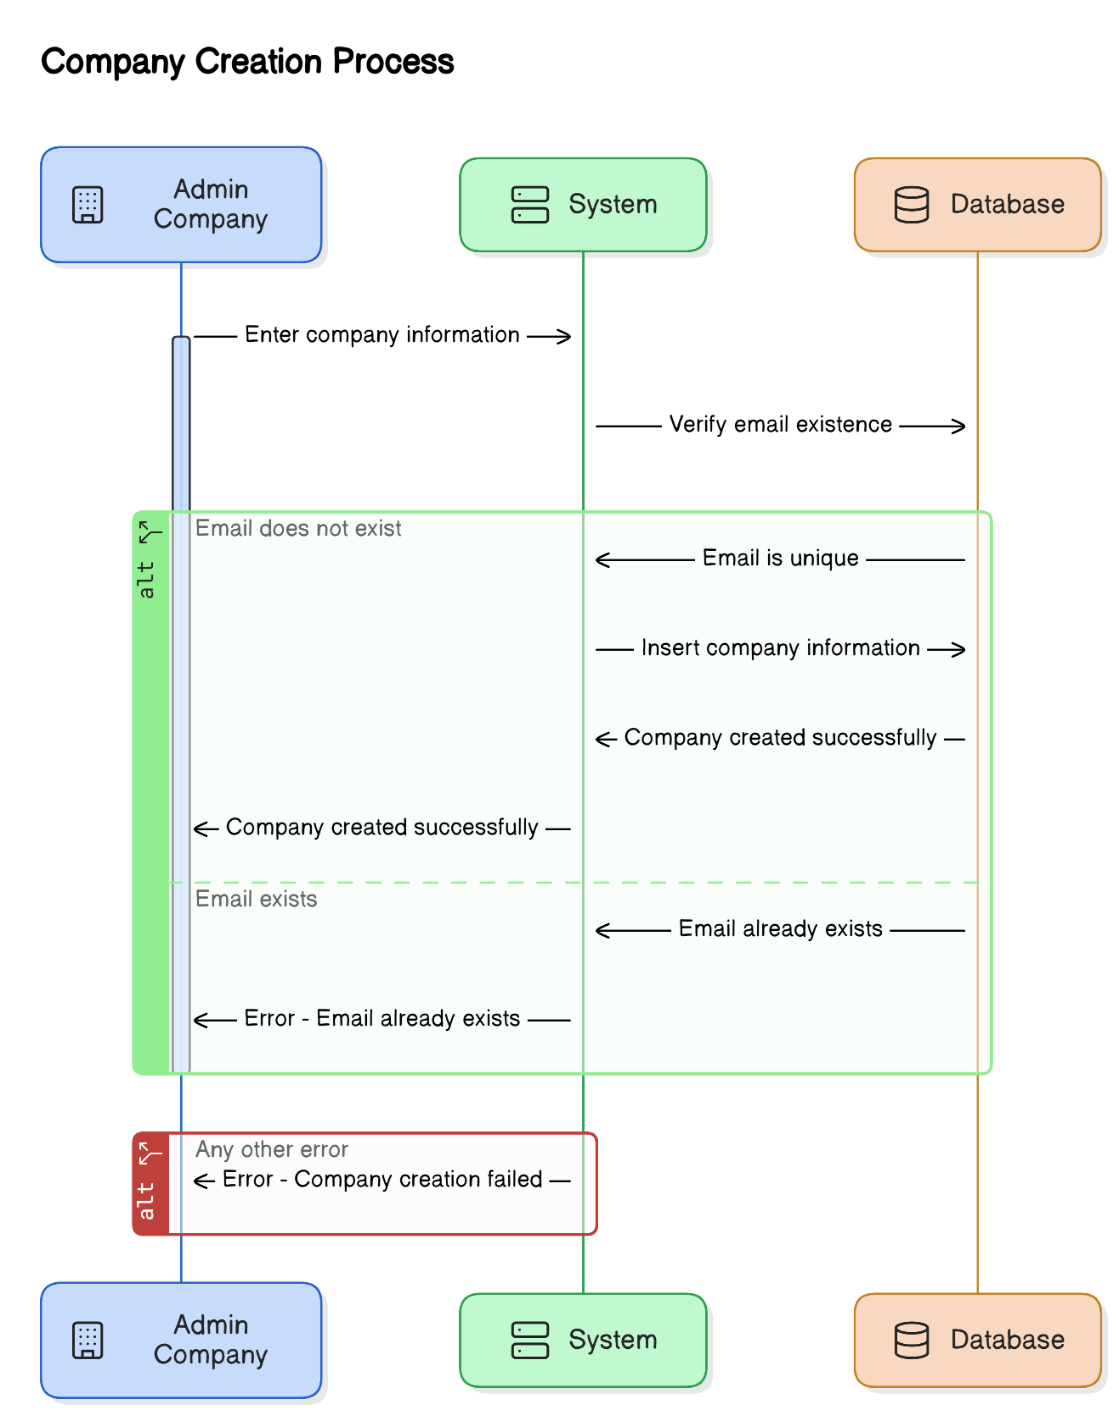 Company Creation Process
Admin
Company
System
Database
Enter company information
Verify email existence
alt
Email does not exist
Email is unique
Insert company information
Company created successfully
Company created successfully
Email exists
Email already exists
Error - Email already exists
alt
Any other error
Error - Company creation failed
Admin
Company
System
Database